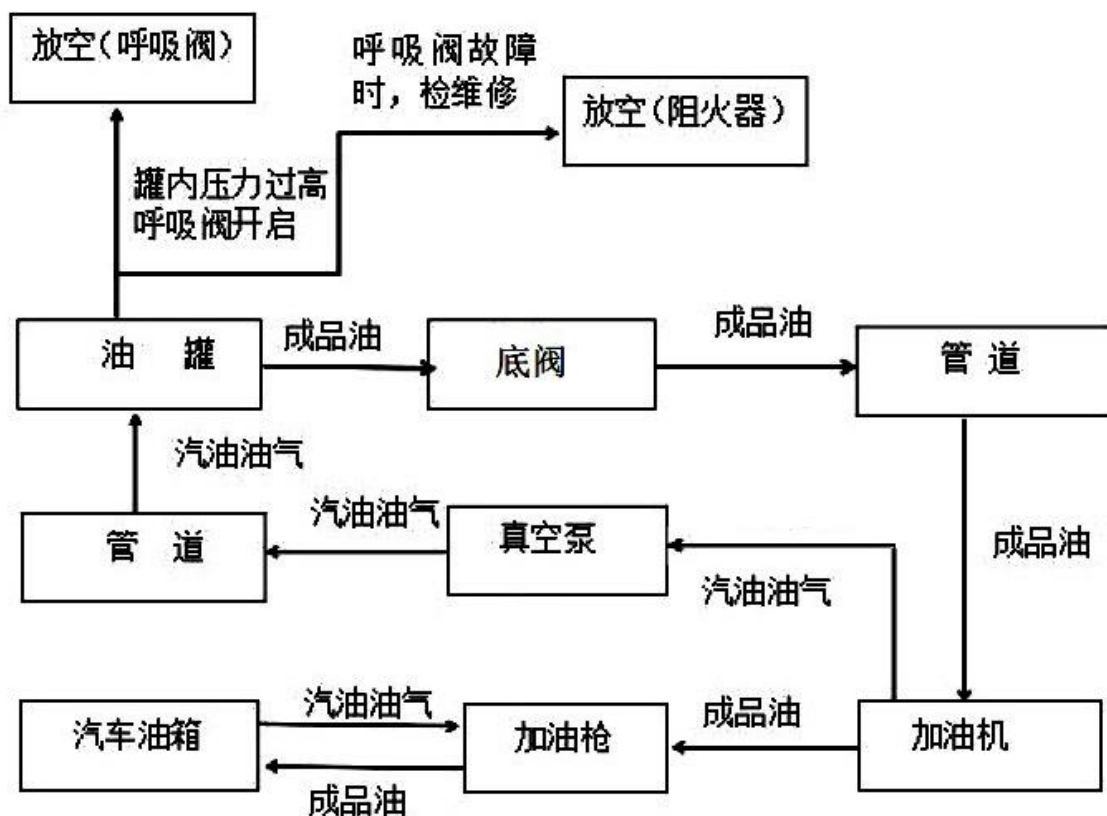 放空(呼吸阀)
呼吸阀故障
时，检维修
放空(阻火器)
罐内压力过高
呼吸阀开启
油 罐
成品油
底阀
成品油
管 道
汽油油气
成品油
管 道
汽油油气
真空泵
汽油油气
汽车油箱
汽油油气
成品油
加油枪
成品油
加油机